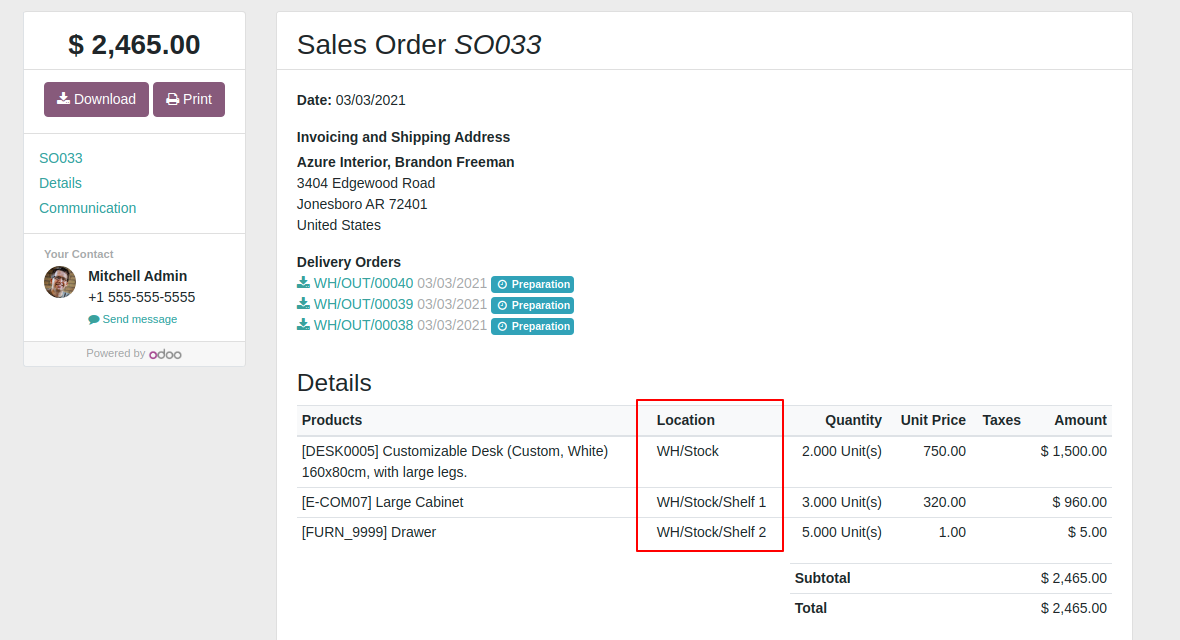 $ 2,465.00
Download Print
SO033
Details
Communication
Your Contact
Mitchell Admin
+1 555-555-5555
Send message
Powered by odoo
Sales Order SO033
Date: 03/03/2021
Invoicing and Shipping Address
Azure Interior, Brandon Freeman
3404 Edgewood Road
Jonesboro AR 72401
United States
Delivery Orders
WH/OUT/00040 03/03/2021 Preparation
WH/OUT/00039 03/03/2021 Preparation
WH/OUT/00038 03/03/2021 Preparation
Details
Products Location Quantity Unit Price Taxes Amount
[DESK0005] Customizable Desk (Custom, White) WH/Stock 2.000 Unit(s) 750.00 $ 1,500.00
160x80cm, with large legs.
[E-COM07] Large Cabinet WH/Stock/Shelf 1 3.000 Unit(s) 320.00 $ 960.00
[FURN_9999] Drawer WH/Stock/Shelf 2 5.000 Unit(s) 1.00 $ 5.00
Subtotal $ 2,465.00
Total $ 2,465.00